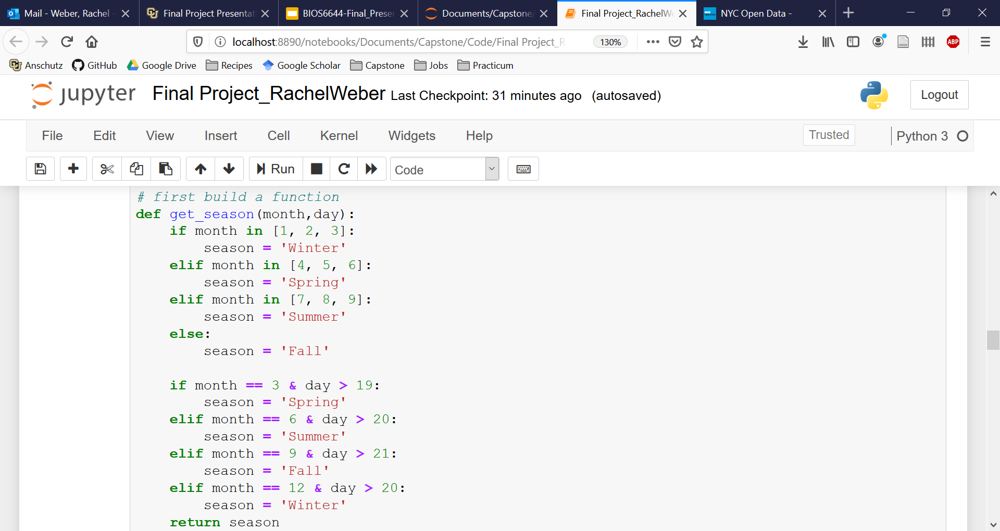 Mail - Weber, Rachel -
Final Project Presentat
BIOS6644-Final_Preser
Documents/Capstone/
Final Project_RachelWe
NYC Open Data -
localhost:8890/notebooks/Documents/Capstone/Code/Final Project_R
130%
ABP
Anschutz
GitHub
Google Drive
Recipes
Google Scholar
Capstone
Jobs
Practicum
jupyter Final Project_RachelWeber Last Checkpoint: 31 minutes ago (autosaved)
Logout
File Edit View Insert Cell Kernel Widgets Help
Trusted
Python 3
Run
Code
# first build a function
def get_season(month,day):
    if month in [1, 2, 3]:
        season = 'Winter'
    elif month in [4, 5, 6]:
        season = 'Spring'
    elif month in [7, 8, 9]:
        season = 'Summer'
    else:
        season = 'Fall'
    if month == 3 & day > 19:
        season = 'Spring'
    elif month == 6 & day > 20:
        season = 'Summer'
    elif month == 9 & day > 21:
        season = 'Fall'
    elif month == 12 & day > 20:
        season = 'Winter'
    return season